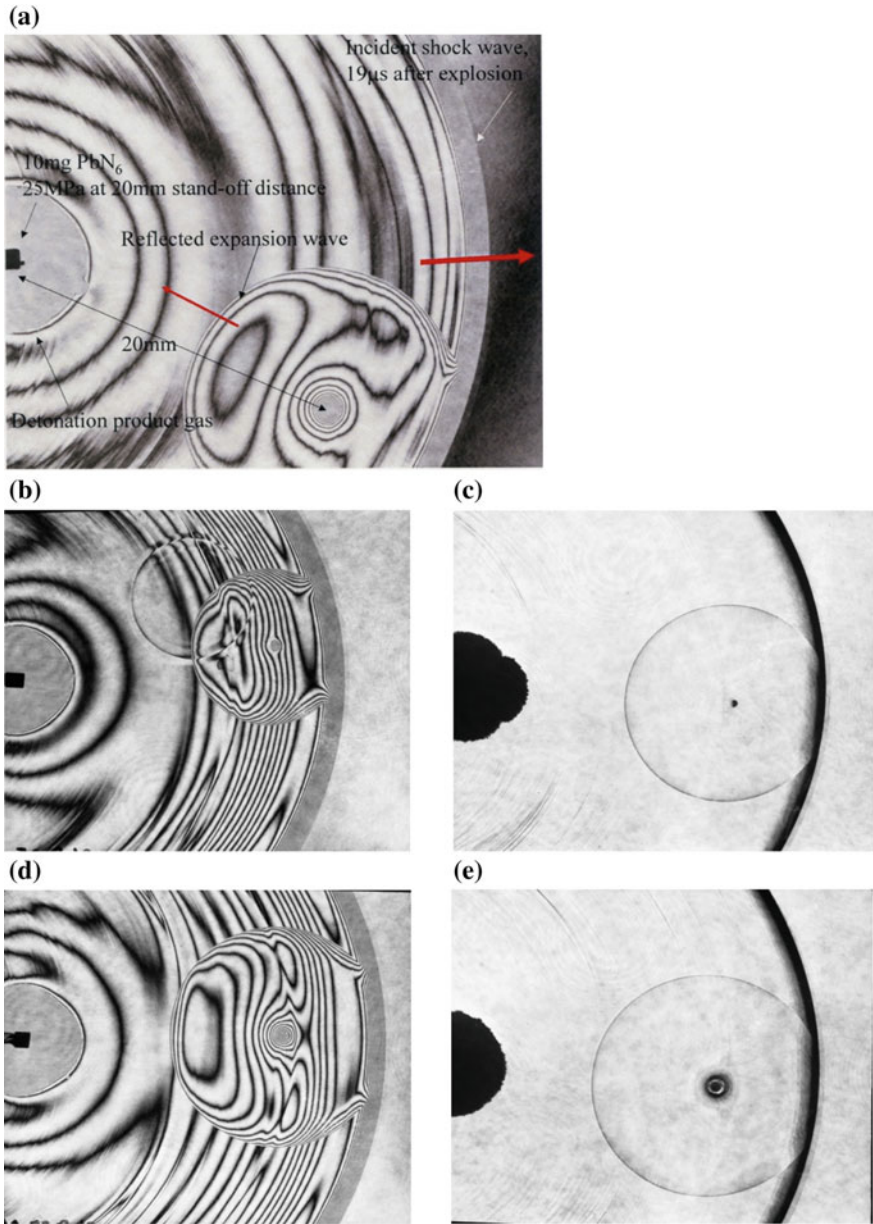 (a)
Incident shock wave,
19μs after explosion
10mg PbN6
25MPa at 20mm stand-off distance
Reflected expansion wave
20mm
Detonation product gas
(b)
(c)
(d)
(e)